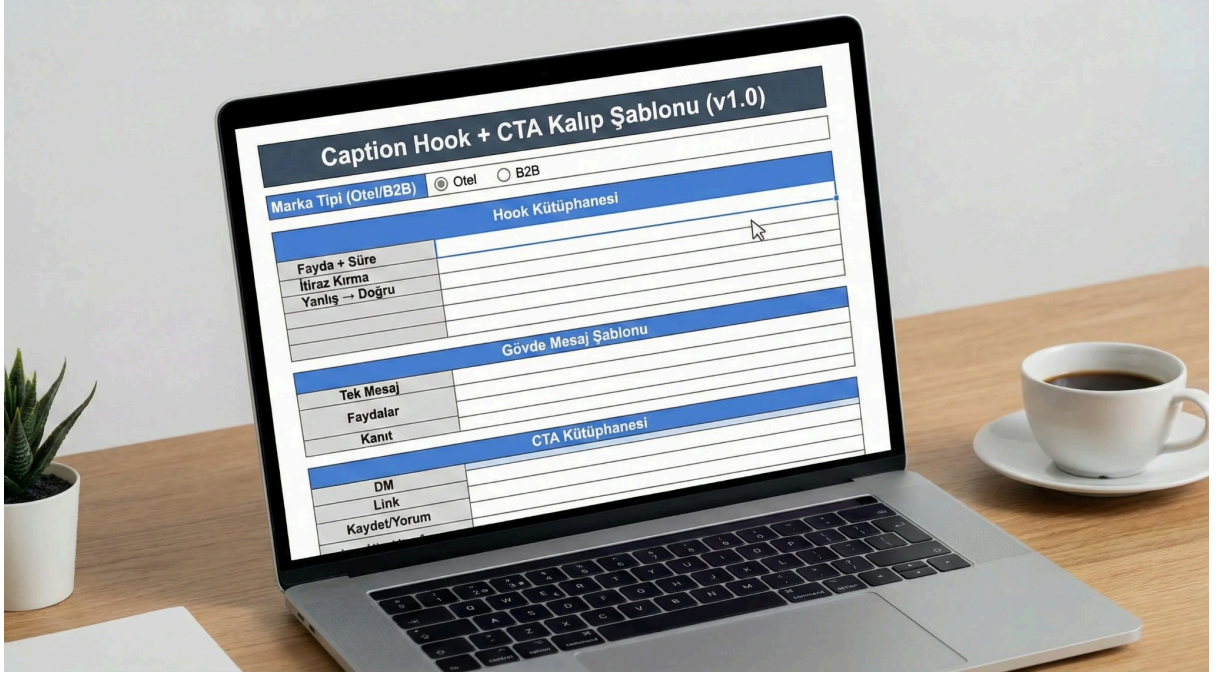 Caption Hook + CTA Kalıp Şablonu (v1.0)
Marka Tipi (Otel/B2B) Otel B2B
Hook Kütüphanesi
Fayda + Süre
İtiraz Kırma
Yanlış → Doğru
Gövde Mesaj Şablonu
Tek Mesaj
Faydalar
Kanıt
CTA Kütüphanesi
DM
Link
Kaydet/Yorum